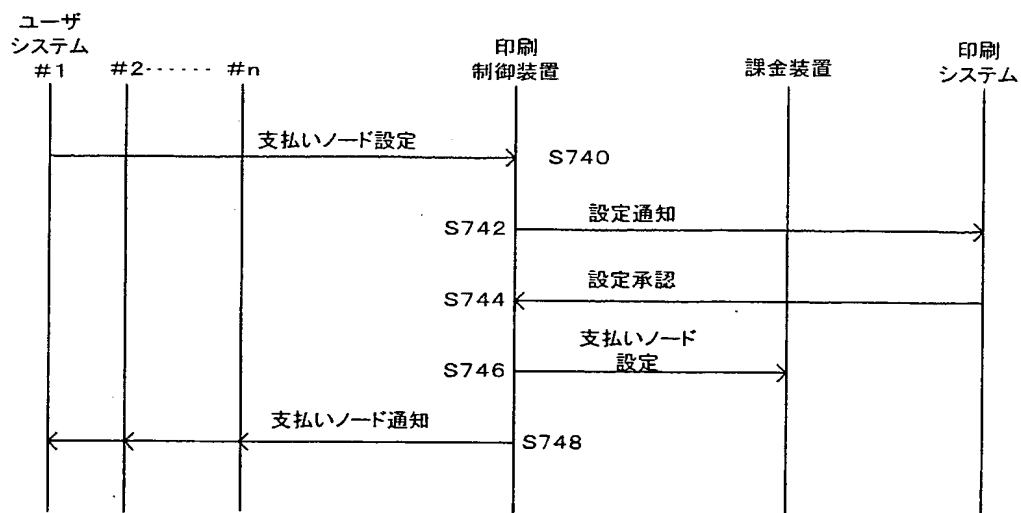 ユーザ
システム
#1
#2‥‥‥ #n
印刷
制御装置
課金装置
印刷
システム
支払いノード設定
S740
設定通知
S742
設定承認
S744
支払いノード
設定
S746
支払いノード通知
S748